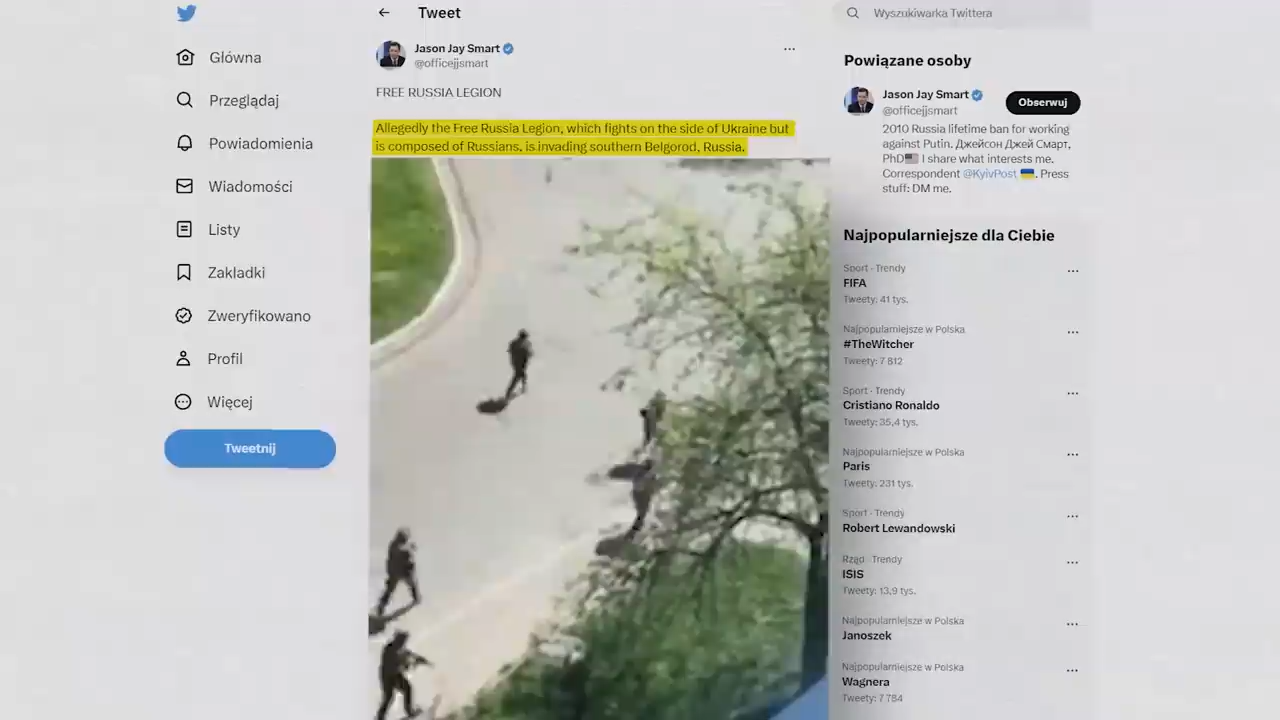 Tweet
Główna
Przeglądaj
Powiadomienia
Wiadomości
Listy
Zakladki
Zweryfikowano
Profil
Więcej
Tweetnij
Jason Jay Smart
@officejjsmart
FREE RUSSIA LEGION
Allegedly the Free Russia Legion, which fights on the side of Ukraine but
is composed of Russians, is invading southern Belgorod, Russia.
Wyszukiwarka Twittera
Powiązane osoby
Jason Jay Smart
@officejjsmart
Obserwuj
2010 Russia lifetime ban for working
against Putin. Джейсон Джей Смарт,
PhD🇺🇸 I share what interests me.
Correspondent @KyivPost 🇺🇦. Press
stuff: DM me.
Najpopularniejsze dla Ciebie
Sport · Trendy
FIFA
Tweety: 41 tys.
Najpopularniejsze w Polska
#TheWitcher
Tweety: 7 812
Sport · Trendy
Cristiano Ronaldo
Tweety: 35,4 tys.
Najpopularniejsze w Polska
Paris
Tweety: 231 tys.
Sport · Trendy
Robert Lewandowski
Rząd · Trendy
ISIS
Tweety: 13,9 tys.
Najpopularniejsze w Polska
Janoszek
Najpopularniejsze w Polska
Wagnera
Tweety: 7 784